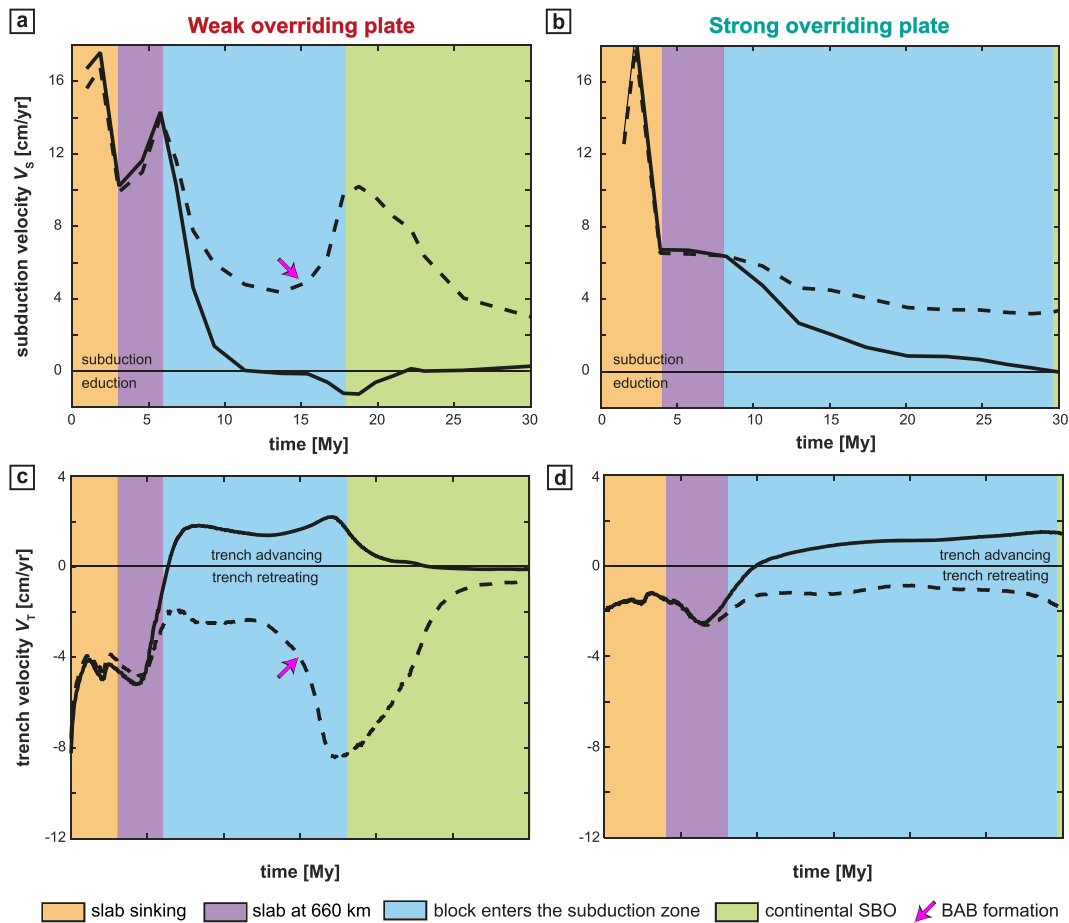 a
Weak overriding plate
b
Strong overriding plate
subduction velocity VS [cm/yr]
16
12
8
4
0
subduction
eduction
0
5
10
15
20
25
30
time [My]
16
12
8
4
0
subduction
eduction
0
5
10
15
20
25
30
time [My]
c
trench velocity VT [cm/yr]
4
0
-4
-8
-12
trench advancing
trench retreating
time [My]
d
4
0
-4
-8
-12
trench advancing
trench retreating
time [My]
slab sinking
slab at 660 km
block enters the subduction zone
continental SBO
BAB formation